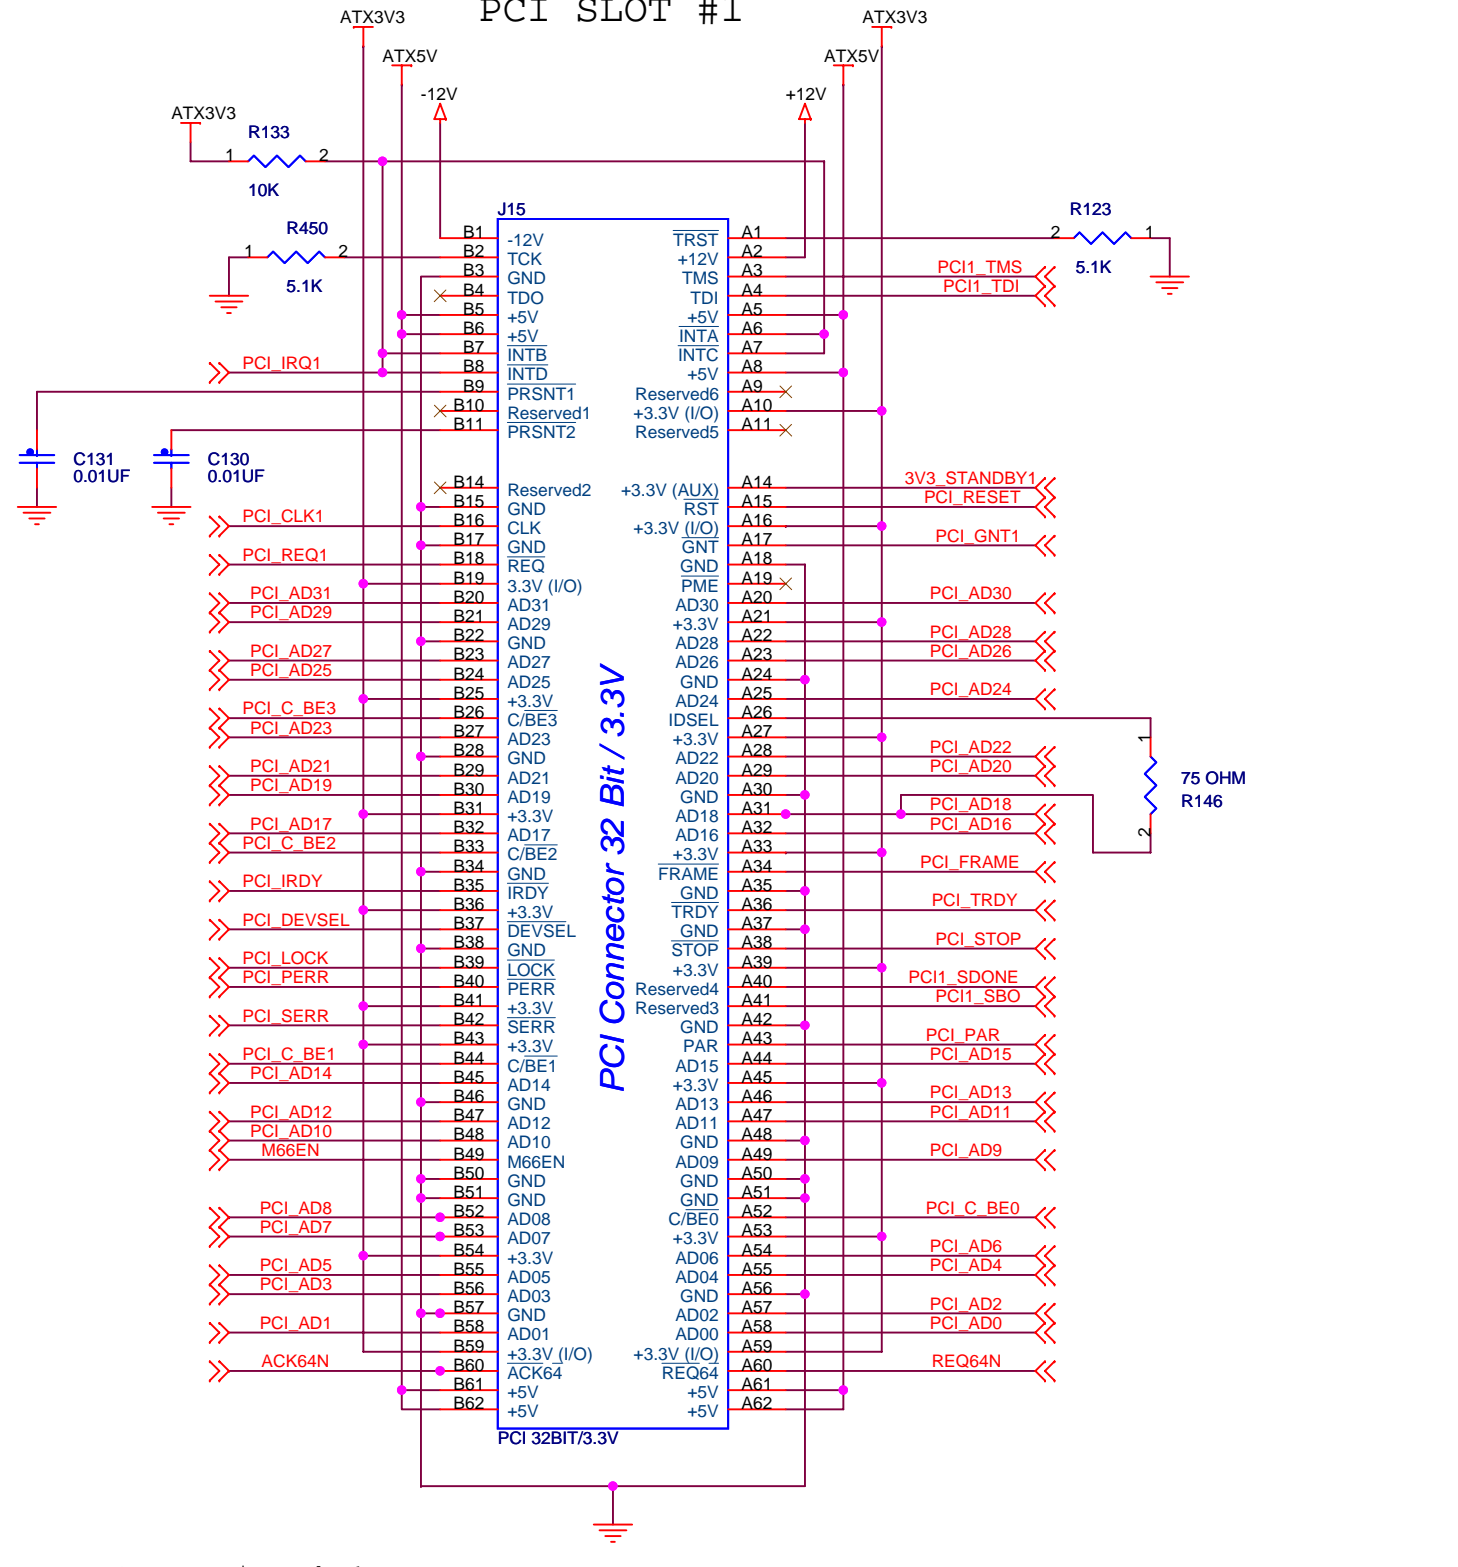 PCI SLOT #1
ATX3V3
ATX3V3
ATX5V
ATX5V
-12V
+12V
ATX3V3
R133
1 2
10K
J15
R450
1 2
5.1K
R123
2 1
5.1K
B1 -12V TRST A1
B2 TCK +12V A2
B3 GND TMS A3 PCI1_TMS
B4 TDO TDI A4 PCI1_TDI
B5 +5V +5V A5
B6 +5V INTA A6
B7 INTB INTC A7
PCI_IRQ1 B8 INTD +5V A8
B9 PRSNT1 Reserved6 A9
B10 Reserved1 +3.3V (I/O) A10
B11 PRSNT2 Reserved5 A11
C131
0.01UF
C130
0.01UF
B14 Reserved2 +3.3V (AUX) A14 3V3_STANDBY1
B15 GND RST A15 PCI_RESET
PCI_CLK1 B16 CLK +3.3V (I/O) A16
B17 GND GNT A17 PCI_GNT1
PCI_REQ1 B18 REQ GND A18
B19 3.3V (I/O) PME A19
PCI_AD31 B20 AD31 AD30 A20 PCI_AD30
PCI_AD29 B21 AD29 +3.3V A21
B22 GND AD28 A22 PCI_AD28
PCI_AD27 B23 AD27 AD26 A23 PCI_AD26
PCI_AD25 B24 AD25 GND A24
B25 +3.3V AD24 A25 PCI_AD24
PCI_C_BE3 B26 C/BE3 IDSEL A26
PCI_AD23 B27 AD23 +3.3V A27
B28 GND AD22 A28 PCI_AD22
PCI_AD21 B29 AD21 AD20 A29 PCI_AD20
PCI_AD19 B30 AD19 GND A30
B31 +3.3V AD18 A31 PCI_AD18
PCI_AD17 B32 AD17 AD16 A32 PCI_AD16
PCI_C_BE2 B33 C/BE2 +3.3V A33
B34 GND FRAME A34 PCI_FRAME
PCI_IRDY B35 IRDY GND A35
B36 +3.3V TRDY A36 PCI_TRDY
PCI_DEVSEL B37 DEVSEL GND A37
B38 GND STOP A38 PCI_STOP
PCI_LOCK B39 LOCK +3.3V A39
PCI_PERR B40 PERR Reserved4 A40 PCI1_SDONE
B41 +3.3V Reserved3 A41 PCI1_SBO
PCI_SERR B42 SERR GND A42
B43 +3.3V PAR A43 PCI_PAR
PCI_C_BE1 B44 C/BE1 AD15 A44 PCI_AD15
PCI_AD14 B45 AD14 +3.3V A45
B46 GND AD13 A46 PCI_AD13
PCI_AD12 B47 AD12 AD11 A47 PCI_AD11
PCI_AD10 B48 AD10 GND A48
M66EN B49 M66EN AD09 A49 PCI_AD9
B50 GND GND A50
B51 GND GND A51
PCI_AD8 B52 AD08 C/BE0 A52 PCI_C_BE0
PCI_AD7 B53 AD07 +3.3V A53
B54 +3.3V AD06 A54 PCI_AD6
PCI_AD5 B55 AD05 AD04 A55 PCI_AD4
PCI_AD3 B56 AD03 GND A56
B57 GND AD02 A57 PCI_AD2
PCI_AD1 B58 AD01 AD00 A58 PCI_AD0
B59 +3.3V (I/O) +3.3V (I/O) A59
ACK64N B60 ACK64 REQ64 A60 REQ64N
B61 +5V +5V A61
B62 +5V +5V A62
PCI Connector 32 Bit / 3.3V
1
75 OHM
R146
2
PCI 32BIT/3.3V